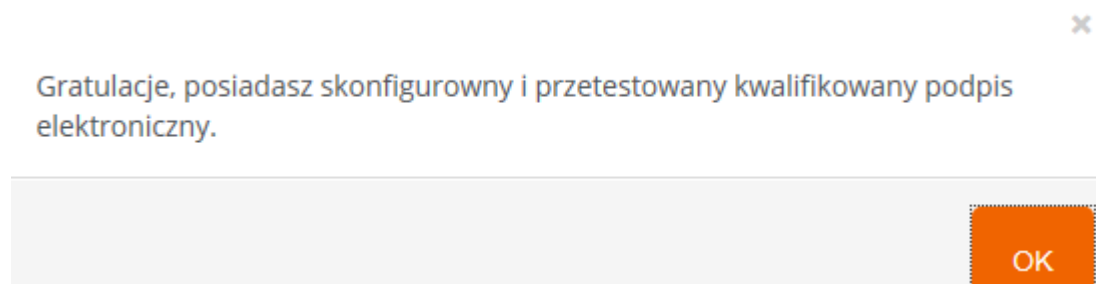 Gratulacje, posiadasz skonfigurowny i przetestowany kwalifikowany podpis
elektroniczny.
OK